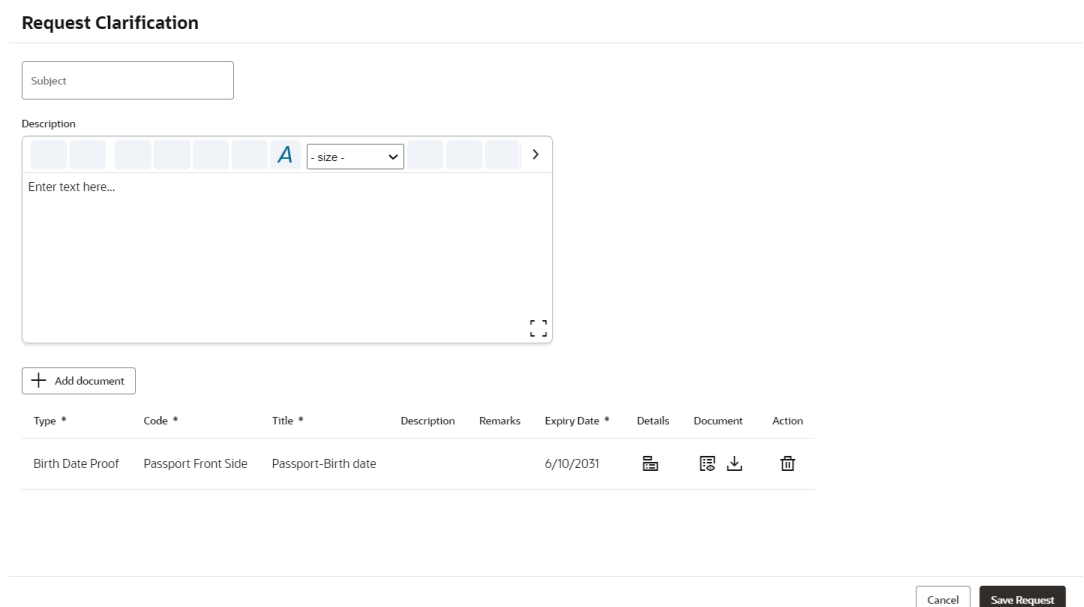 Request Clarification
Subject
Description
A - size -
Enter text here...
Add document
Type * Code * Title * Description Remarks Expiry Date * Details Document Action
Birth Date Proof Passport Front Side Passport-Birth date 6/10/2031
Cancel Save Request